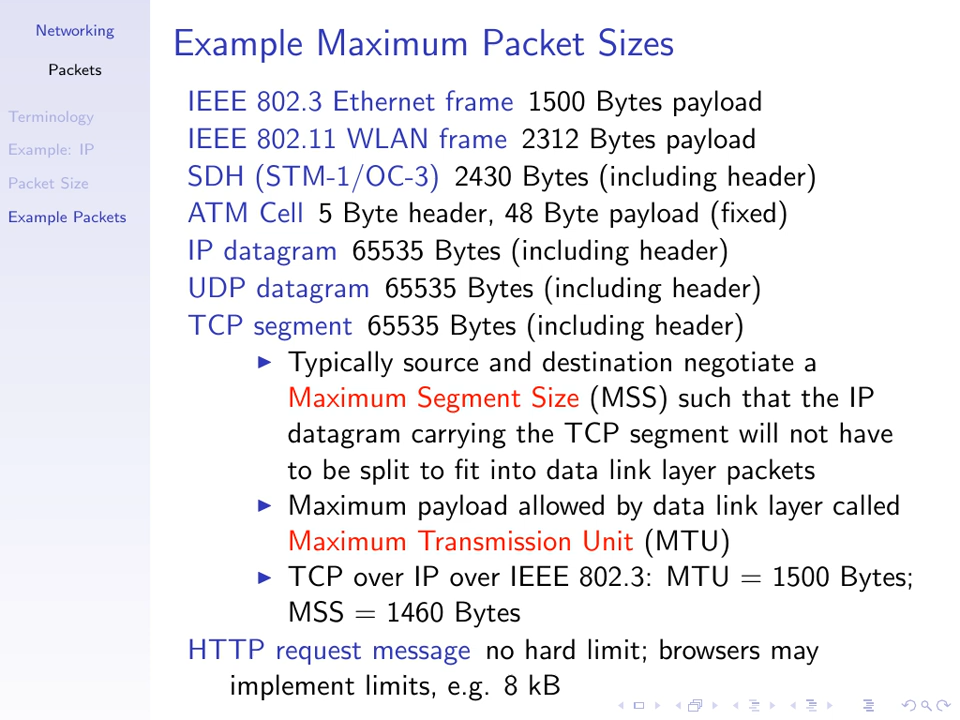 Networking
Packets
Terminology
Example: IP
Packet Size
Example Packets
Example Maximum Packet Sizes
IEEE 802.3 Ethernet frame 1500 Bytes payload
IEEE 802.11 WLAN frame 2312 Bytes payload
SDH (STM-1/OC-3) 2430 Bytes (including header)
ATM Cell 5 Byte header, 48 Byte payload (fixed)
IP datagram 65535 Bytes (including header)
UDP datagram 65535 Bytes (including header)
TCP segment 65535 Bytes (including header)
▶ Typically source and destination negotiate a
Maximum Segment Size (MSS) such that the IP
datagram carrying the TCP segment will not have
to be split to fit into data link layer packets
▶ Maximum payload allowed by data link layer called
Maximum Transmission Unit (MTU)
▶ TCP over IP over IEEE 802.3: MTU = 1500 Bytes;
MSS = 1460 Bytes
HTTP request message no hard limit; browsers may
implement limits, e.g. 8 kB